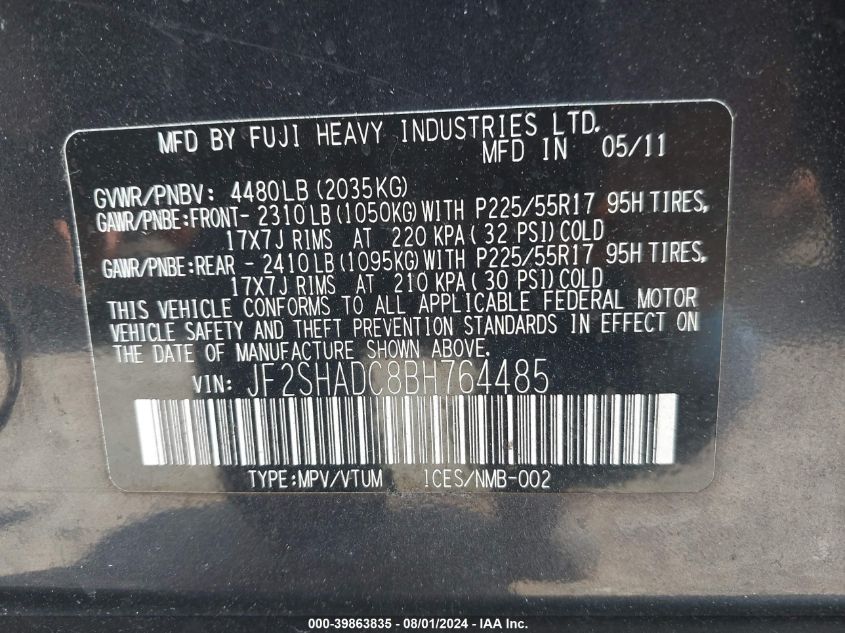 MFD BY FUJI HEAVY INDUSTRIES LTD.
MFD IN 05/11
GVWR/PNBV: 4480LB (2035KG)
GAWR/PNBE:FRONT- 2310LB (1050KG) WITH P225/55R17 95H TIRES,
17X7J RIMS AT 220 KPA (32 PSI) COLD
GAWR/PNBE:REAR - 2410LB (1095KG) WITH P225/55R17 95H TIRES,
17X7J RIMS AT 210 KPA (30 PSI) COLD
THIS VEHICLE CONFORMS TO ALL APPLICABLE FEDERAL MOTOR
VEHICLE SAFETY AND THEFT PREVENTION STANDARDS IN EFFECT ON
THE DATE OF MANUFACTURE SHOWN ABOVE.
VIN: JF2SHADC8BH764485
TYPE:MPV/VTUM 1CES/NMB-002
000-39863835 - 08/01/2024 - IAA Inc.